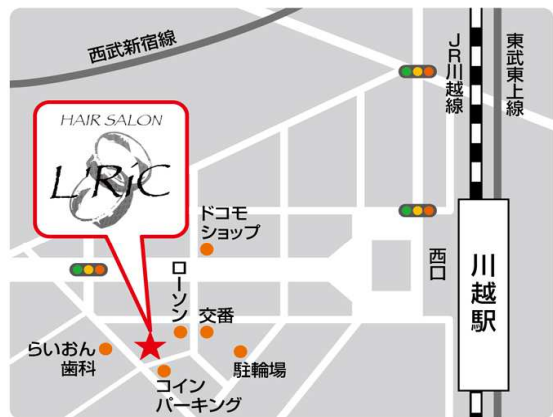 西武新宿線
JR川越線
東武東上線
HAIR SALON
L'RiC
ドコモ
ショップ
西口
川越駅
ローソン
交番
らいおん
歯科
駐輪場
コイン
パーキング